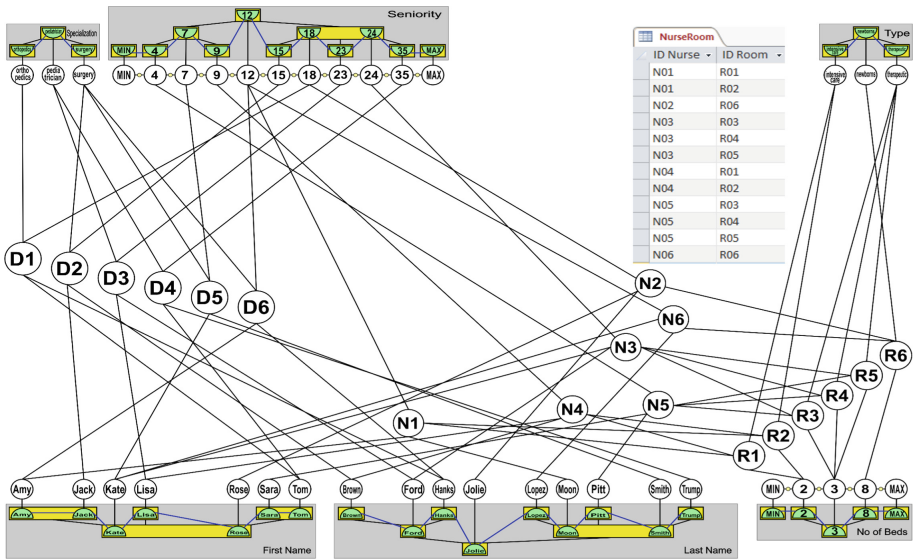 Seniority
12
Specialization
pediatrician
orthopedics
surgery
7
18
24
MIN
4
9
15
23
35
MAX
ortho
pedics
pedia
trician
surgery
MIN
4
7
9
12
15
18
23
24
35
MAX
NurseRoom
ID Nurse
ID Room
N01
R01
N01
R02
N02
R06
N03
R03
N03
R04
N03
R05
N04
R01
N04
R02
N05
R03
N05
R04
N05
R05
N06
R06
Type
newborns
intensive
care
therapeutic
intensive
care
newborns
therapeutic
D1
D2
D3
D4
D5
D6
N2
N6
N3
N5
N4
N1
R6
R5
R4
R3
R2
R1
Amy
Jack
Kate
Lisa
Rose
Sara
Tom
Brown
Ford
Hanks
Jolie
Lopez
Moon
Pitt
Smith
Trump
MIN
2
3
8
MAX
Amy
Jack
Lisa
Sara
Tom
Kate
Rose
First Name
Brown
Hanks
Lopez
Pitt
Trump
Ford
Moon
Smith
Jolie
Last Name
MIN
2
8
MAX
3
No of Beds